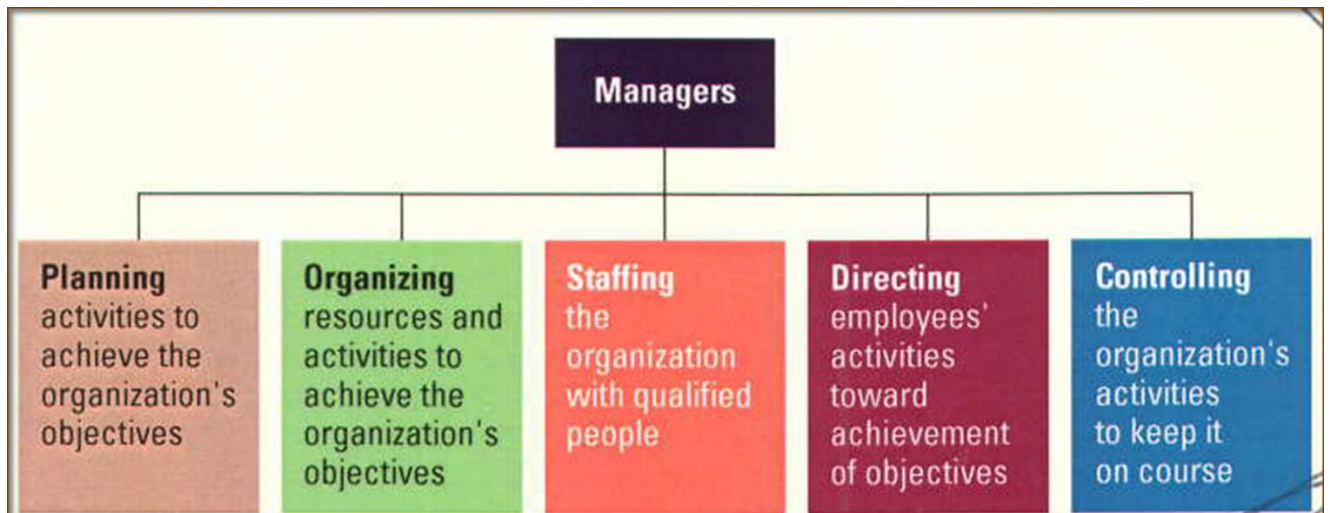 Managers
Planning
activities to
achieve the
organization's
objectives
Organizing
resources and
activities to
achieve the
organization's
objectives
Staffing
the
organization
with qualified
people
Directing
employees'
activities
toward
achievement
of objectives
Controlling
the
organization's
activities
to keep it
on course